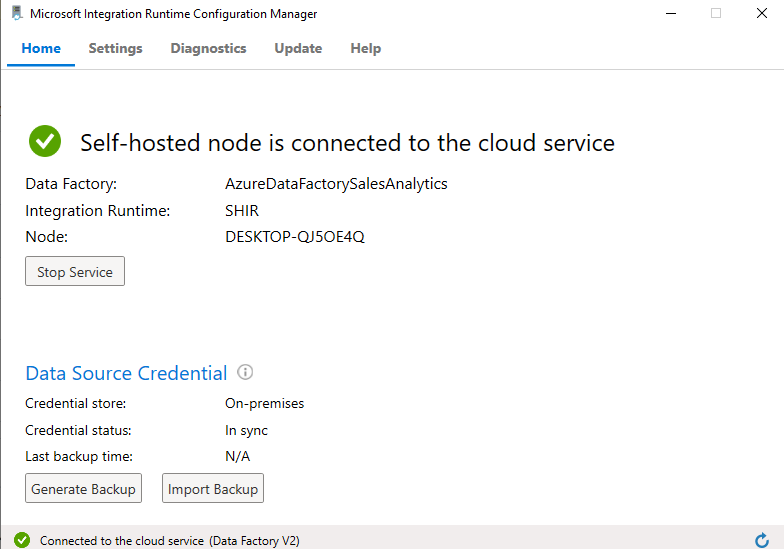 Microsoft Integration Runtime Configuration Manager
Home Settings Diagnostics Update Help
Self-hosted node is connected to the cloud service
Data Factory: AzureDataFactorySalesAnalytics
Integration Runtime: SHIR
Node: DESKTOP-QJ5OE4Q
Stop Service
Data Source Credential
Credential store: On-premises
Credential status: In sync
Last backup time: N/A
Generate Backup Import Backup
Connected to the cloud service (Data Factory V2)